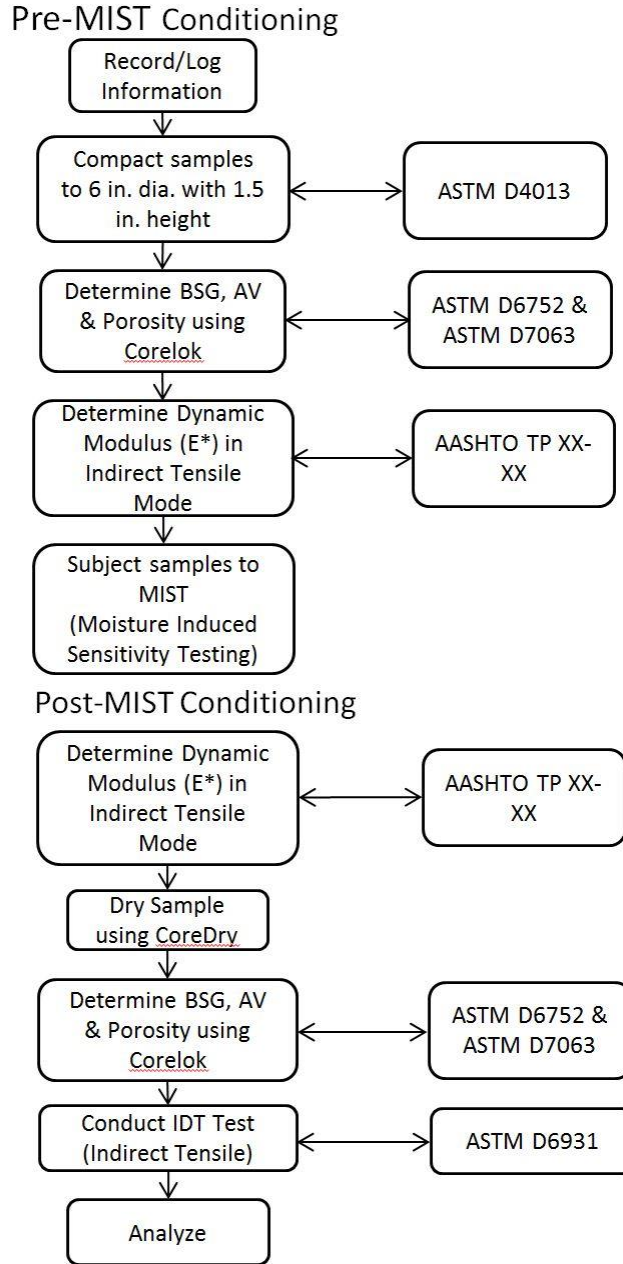 Pre-MIST Conditioning
Record/Log
Information
Compact samples
to 6 in. dia. with 1.5
in. height
ASTM D4013
Determine BSG, AV
& Porosity using
Corelok
ASTM D6752 &
ASTM D7063
Determine Dynamic
Modulus (E*) in
Indirect Tensile
Mode
AASHTO TP XX-
XX
Subject samples to
MIST
(Moisture Induced
Sensitivity Testing)
Post-MIST Conditioning
Determine Dynamic
Modulus (E*) in
Indirect Tensile
Mode
AASHTO TP XX-
XX
Dry Sample
using CoreDry
Determine BSG, AV
& Porosity using
Corelok
ASTM D6752 &
ASTM D7063
Conduct IDT Test
(Indirect Tensile)
ASTM D6931
Analyze